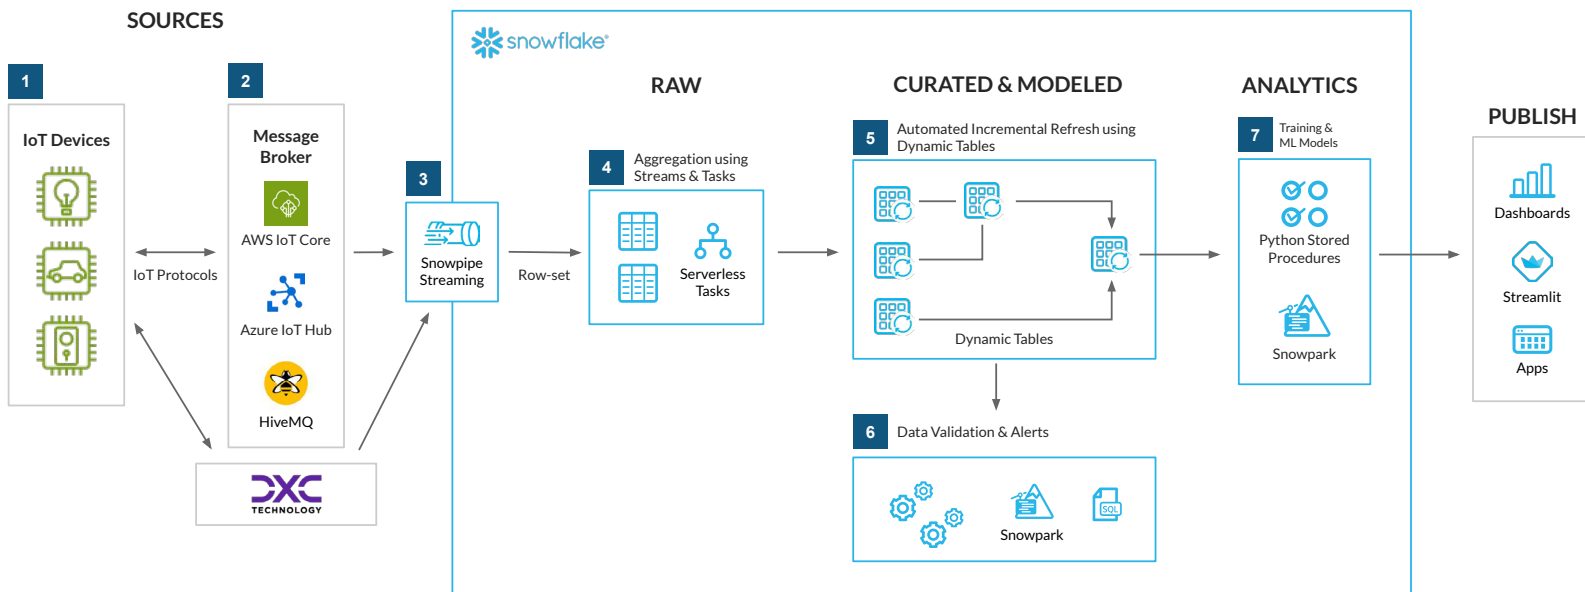 SOURCES
1
IoT Devices
IoT Protocols
2
Message
Broker
AWS IoT Core
Azure IoT Hub
HiveMQ
DXC
TECHNOLOGY
snowflake®
3
Snowpipe
Streaming
Row-set
RAW
4
Aggregation using
Streams & Tasks
Serverless
Tasks
CURATED & MODELED
5
Automated Incremental Refresh using
Dynamic Tables
Dynamic Tables
6
Data Validation & Alerts
Snowpark
SQL
ANALYTICS
7
Training &
ML Models
Python Stored
Procedures
Snowpark
PUBLISH
Dashboards
Streamlit
Apps